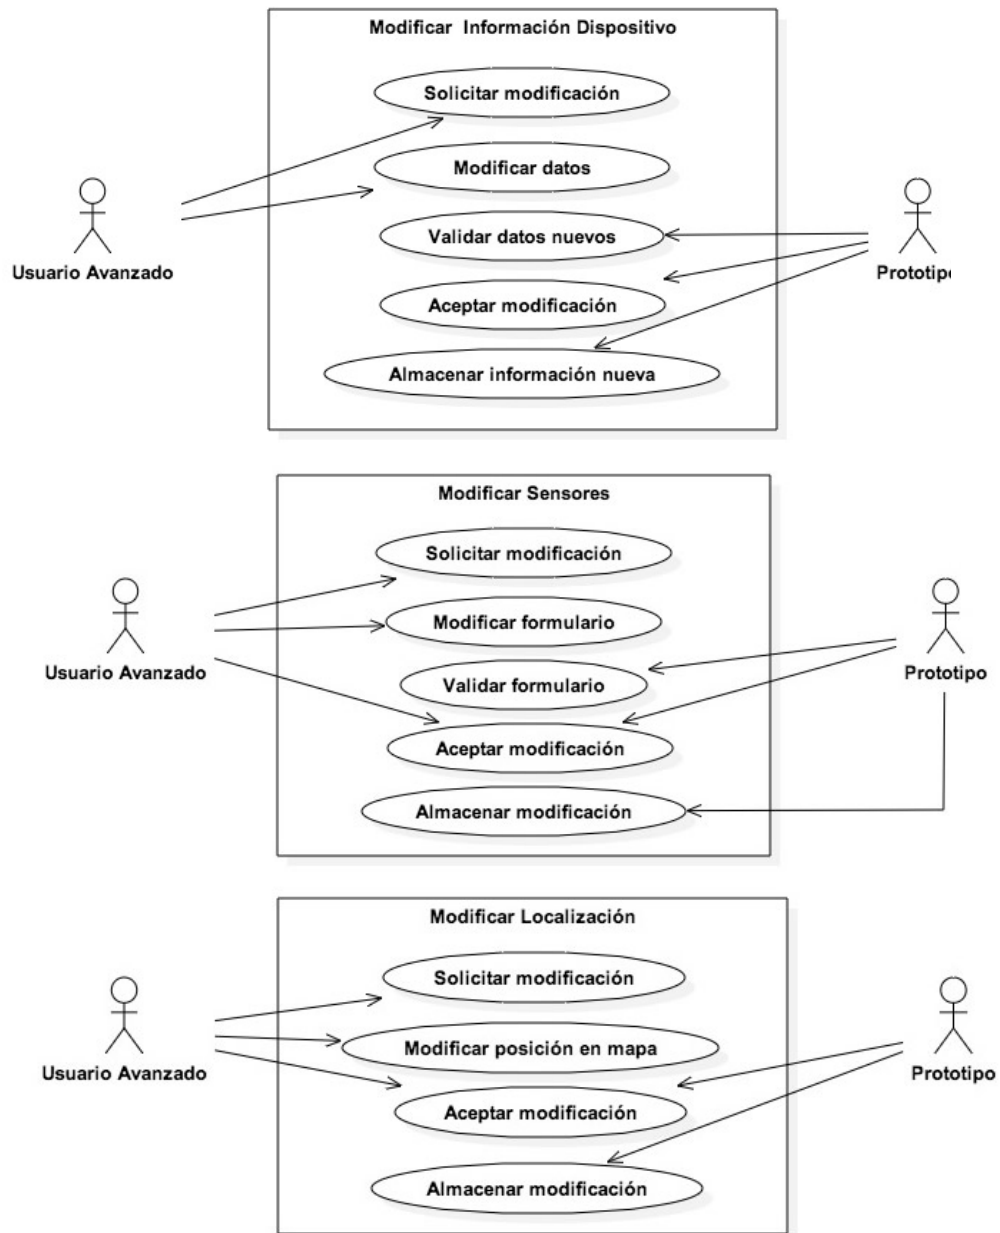 Modificar Información Dispositivo
Solicitar modificación
Modificar datos
Validar datos nuevos
Aceptar modificación
Almacenar información nueva
Usuario Avanzado
Prototipo
Modificar Sensores
Solicitar modificación
Modificar formulario
Validar formulario
Aceptar modificación
Almacenar modificación
Usuario Avanzado
Prototipo
Modificar Localización
Solicitar modificación
Modificar posición en mapa
Aceptar modificación
Almacenar modificación
Usuario Avanzado
Prototipo